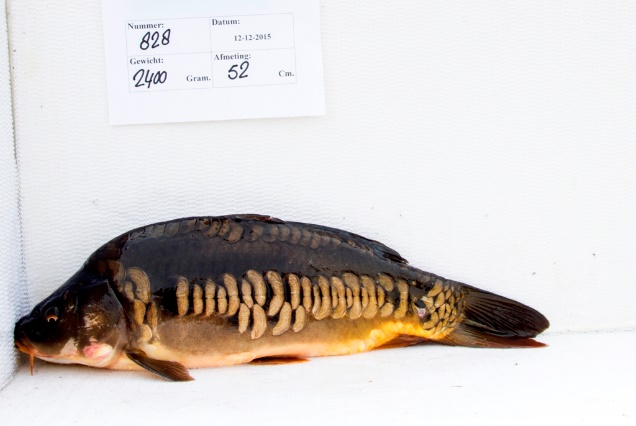 Nummer: Datum:
828 12-12-2015
Gewicht: Afmeting:
2400 Gram. 52 Cm.